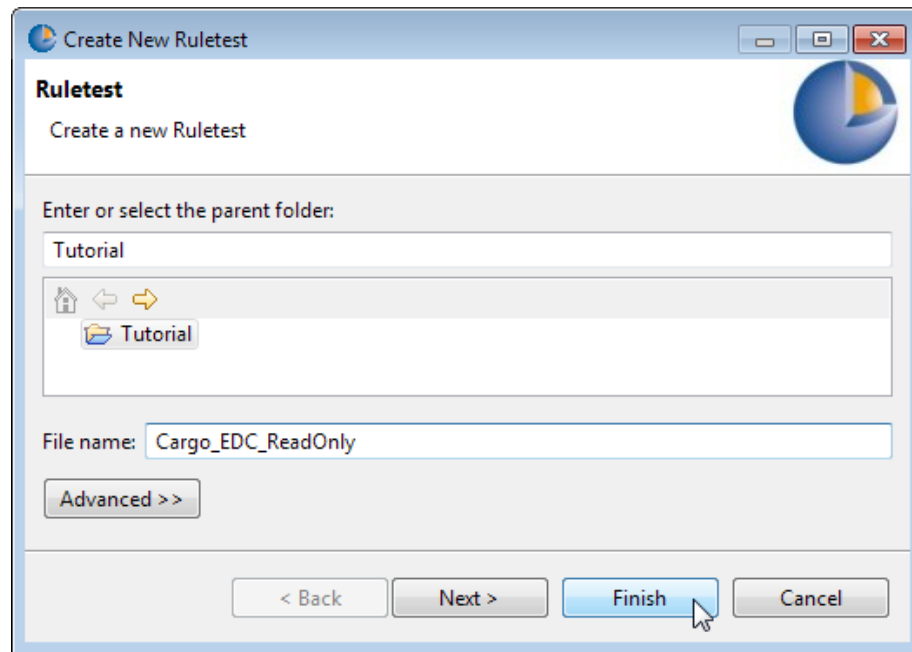 Create New Ruletest
Ruletest
Create a new Ruletest
Enter or select the parent folder:
Tutorial
Tutorial
File name: Cargo_EDC_ReadOnly
Advanced >>
< Back Next > Finish Cancel